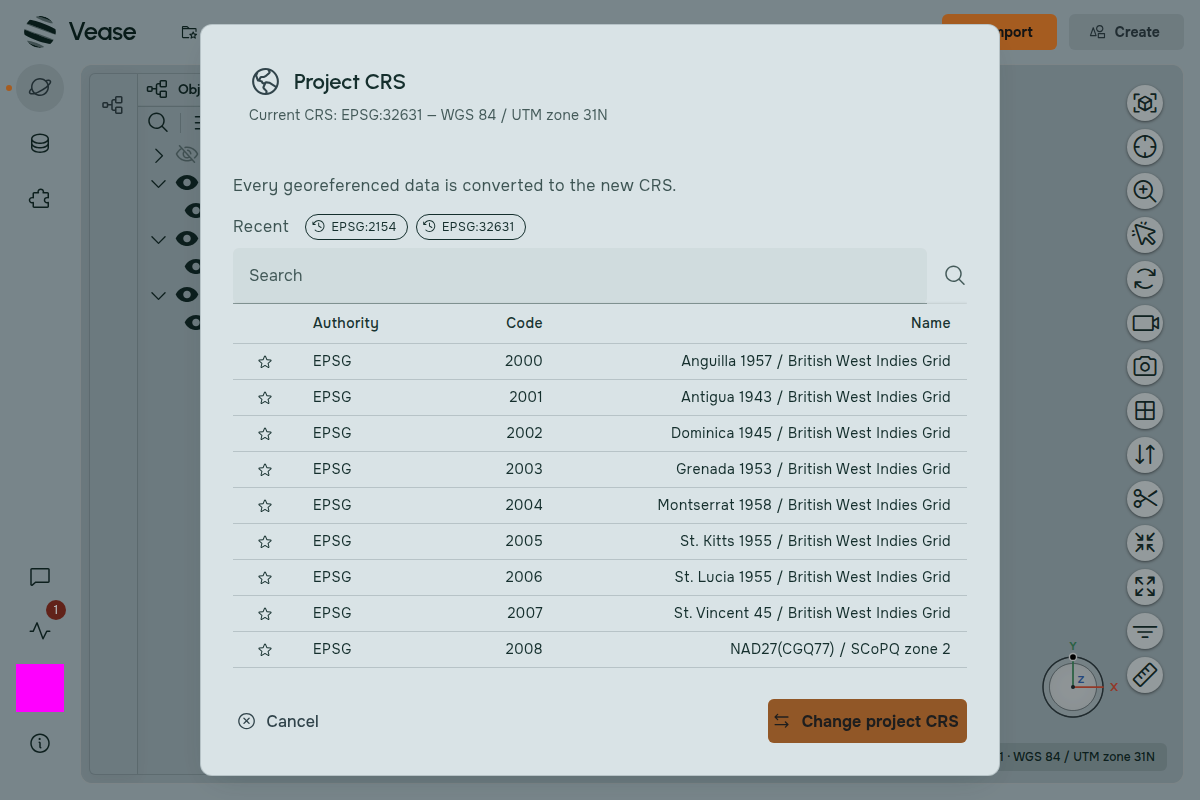 Vease
Create
Project CRS
Current CRS: EPSG:32631 — WGS 84 / UTM zone 31N
Every georeferenced data is converted to the new CRS.
Recent EPSG:2154 EPSG:32631
Search
Authority Code Name
EPSG 2000 Anguilla 1957 / British West Indies Grid
EPSG 2001 Antigua 1943 / British West Indies Grid
EPSG 2002 Dominica 1945 / British West Indies Grid
EPSG 2003 Grenada 1953 / British West Indies Grid
EPSG 2004 Montserrat 1958 / British West Indies Grid
EPSG 2005 St. Kitts 1955 / British West Indies Grid
EPSG 2006 St. Lucia 1955 / British West Indies Grid
1
EPSG 2007 St. Vincent 45 / British West Indies Grid
EPSG 2008 NAD27(CGQ77) / SCoPQ zone 2
Y
Z
X
Cancel
Change project CRS
1 · WGS 84 / UTM zone 31N